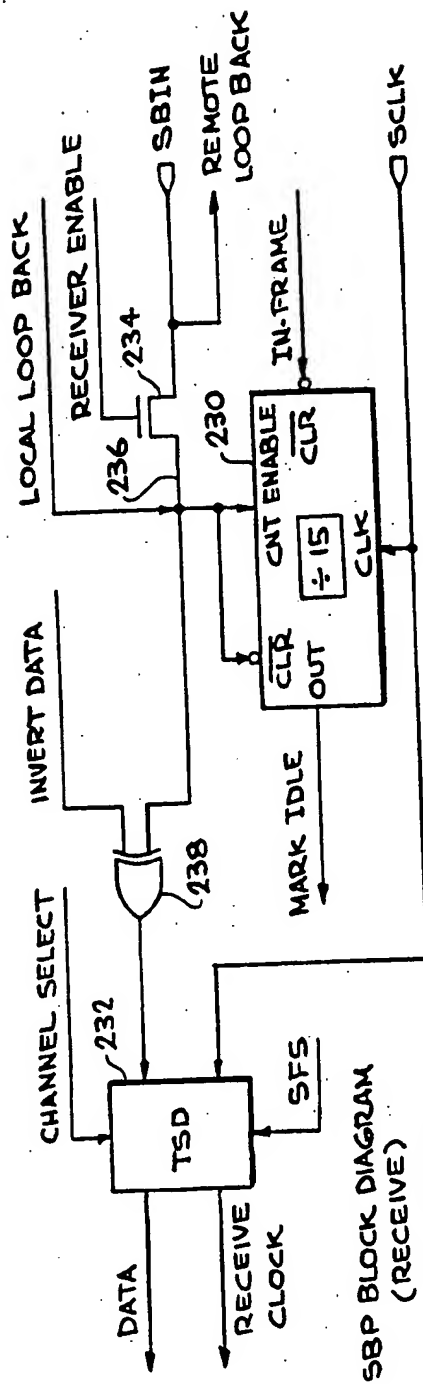 LOCAL LOOP BACK
RECEIVER ENABLE
SBIN
REMOTE
LOOP BACK
234
236
INVERT DATA
238
CHANNEL SELECT
232
TSD
DATA
RECEIVE
CLOCK
SFS
230
CNT ENABLE
CLR
IN-FRAME
÷ 15
CLR
OUT
CLK
MARK IDLE
SCLK
SBP BLOCK DIAGRAM
(RECEIVE)